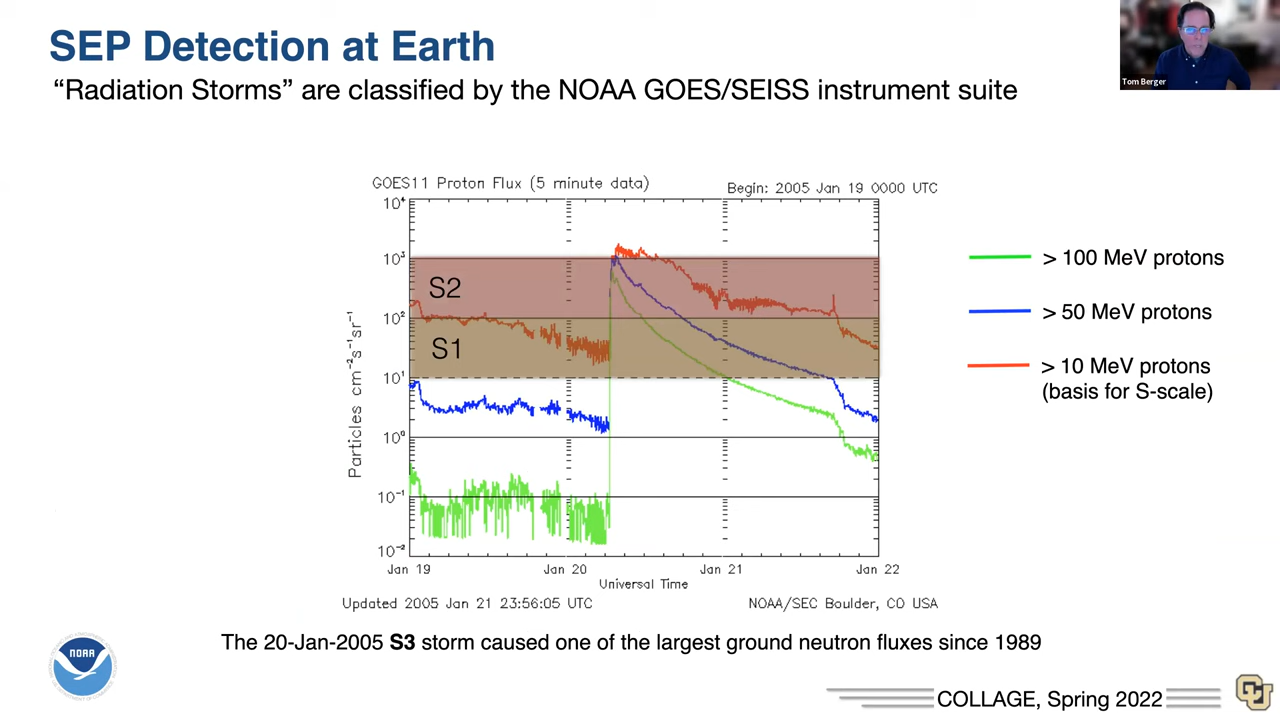 SEP Detection at Earth
“Radiation Storms” are classified by the NOAA GOES/SEISS instrument suite
Tom Berger
GOES11 Proton Flux (5 minute data)
Begin: 2005 Jan 19 0000 UTC
10⁴
10³
10²
10¹
10⁰
10⁻¹
10⁻²
Particles cm⁻²s⁻¹sr⁻¹
S2
S1
Jan 19
Jan 20
Jan 21
Jan 22
Universal Time
Updated 2005 Jan 21 23:56:05 UTC
NOAA/SEC Boulder, CO USA
> 100 MeV protons
> 50 MeV protons
> 10 MeV protons
(basis for S-scale)
The 20-Jan-2005 S3 storm caused one of the largest ground neutron fluxes since 1989
NOAA
COLLAGE, Spring 2022
CU